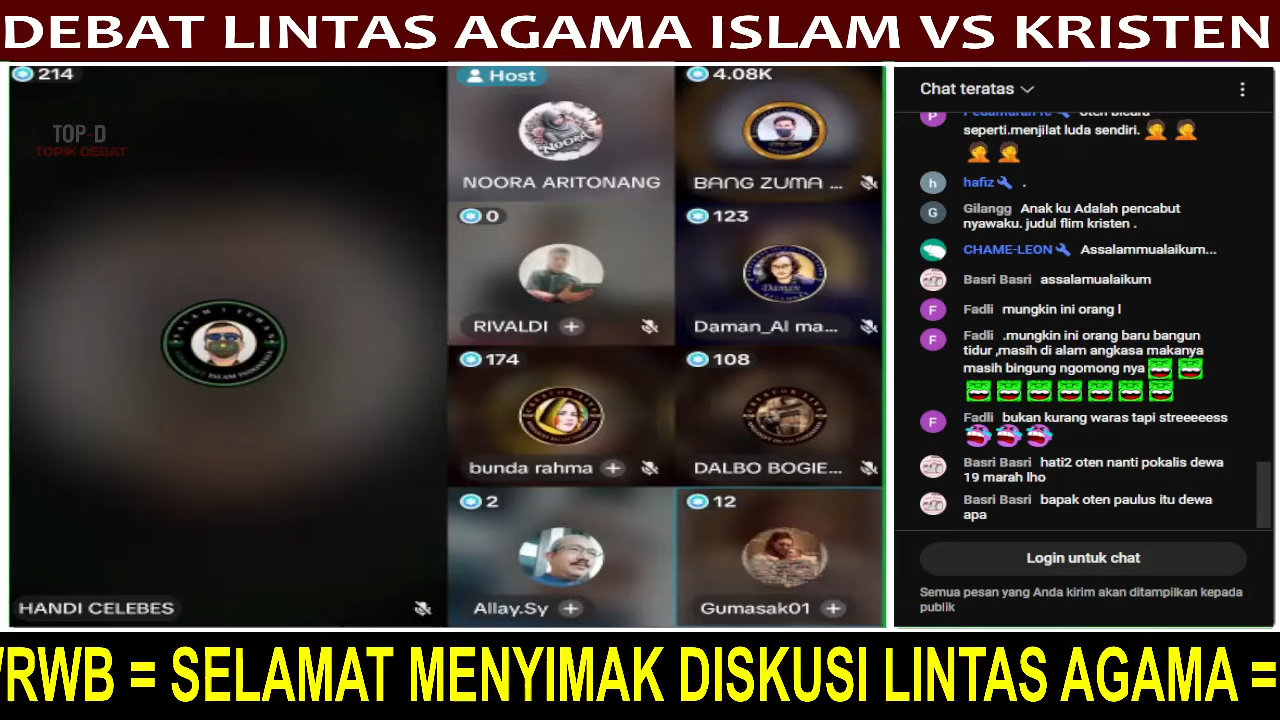 DEBAT LINTAS AGAMA ISLAM VS KRISTEN
214
TOP-D
TOPIK DEBAT
HANDI CELEBES
Host
NOORA
NOORA ARITONANG
4.08K
BANG ZUMA ...
0
RIVALDI +
123
Daman
Daman_Al ma...
174
bunda rahma +
108
DALBO BOGIE...
2
Allay.Sy +
12
Gumasak01 +
Chat teratas
seperti.menjilat luda sendiri.
hafiz .
Gilangg Anak ku Adalah pencabut
nyawaku. judul flim kristen .
CHAME-LEON Assalammualaikum...
Basri Basri assalamualaikum
Fadli mungkin ini orang l
Fadli .mungkin ini orang baru bangun
tidur ,masih di alam angkasa makanya
masih bingung ngomong nya
Fadli bukan kurang waras tapi streeeeess
Basri Basri hati2 oten nanti pokalis dewa
19 marah lho
Basri Basri bapak oten paulus itu dewa
apa
Login untuk chat
Semua pesan yang Anda kirim akan ditampilkan kepada
publik
RWB = SELAMAT MENYIMAK DISKUSI LINTAS AGAMA =